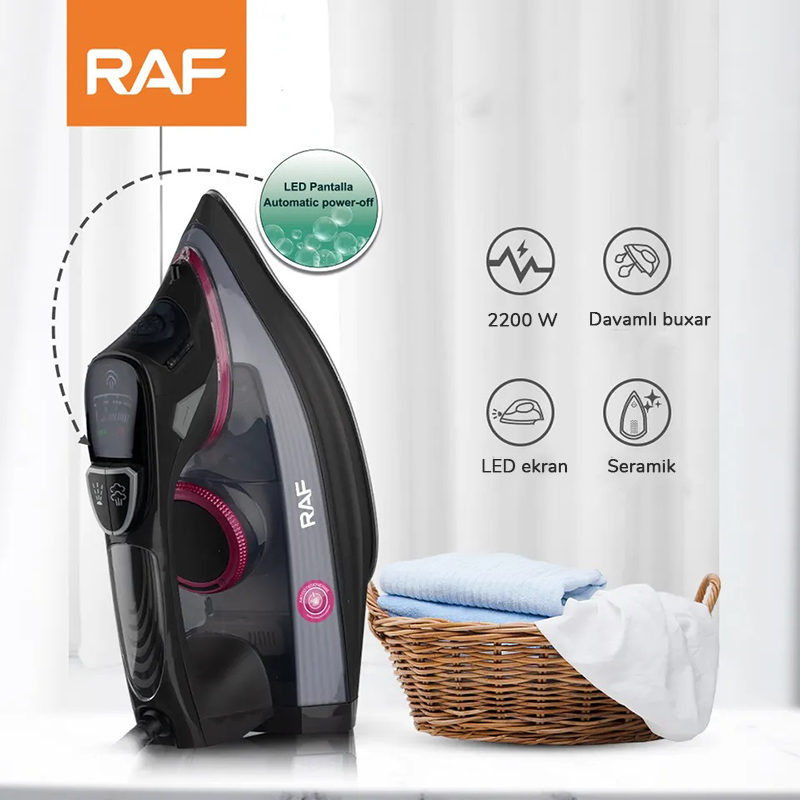 RAF
LED Pantalla
Automatic power-off
2200 W
Davamlı buxar
LED ekran
Seramik
RAF